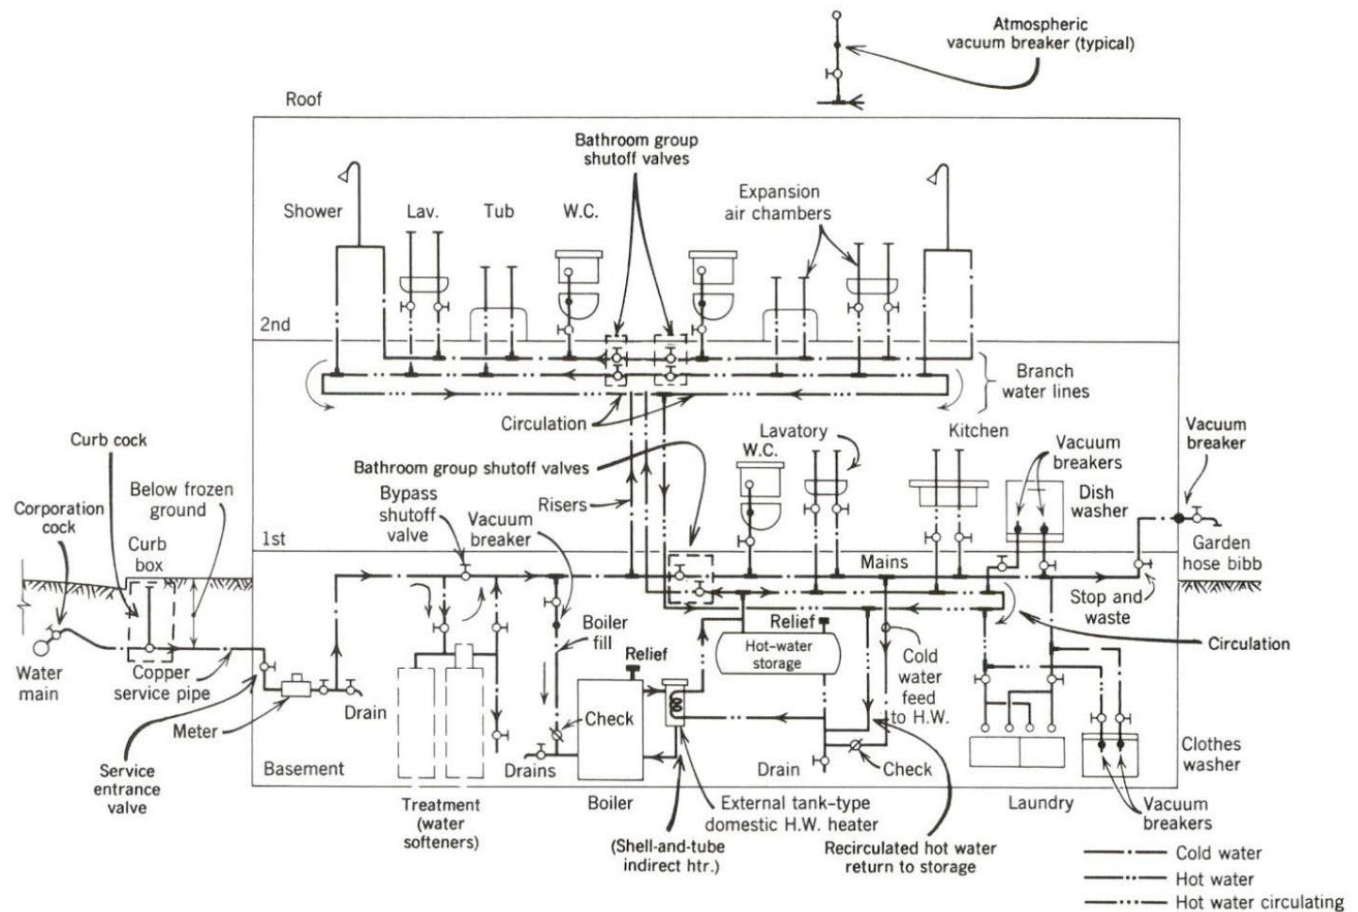 Atmospheric
vacuum breaker (typical)
Roof
Bathroom group
shutoff valves
Shower
Lav.
Tub
W.C.
Expansion
air chambers
2nd
Branch
water lines
Circulation
Curb cock
Below frozen
ground
Corporation
cock
Curb
box
Bathroom group shutoff valves
Bypass
shutoff
valve
Vacuum
breaker
Risers
W.C.
Lavatory
Kitchen
Vacuum
breakers
Dish
washer
Vacuum
breaker
1st
Mains
Garden
hose bibb
Stop and
waste
Circulation
Water
main
Copper
service pipe
Meter
Drain
Boiler
fill
Relief
Relief
Hot-water
storage
Cold
water
feed
to H.W.
Check
Service
entrance
valve
Basement
Drains
Drain
Check
Clothes
washer
Treatment
(water
softeners)
Boiler
External tank-type
domestic H.W. heater
(Shell-and-tube
indirect htr.)
Recirculated hot water
return to storage
Laundry
Vacuum
breakers
Cold water
Hot water
Hot water circulating